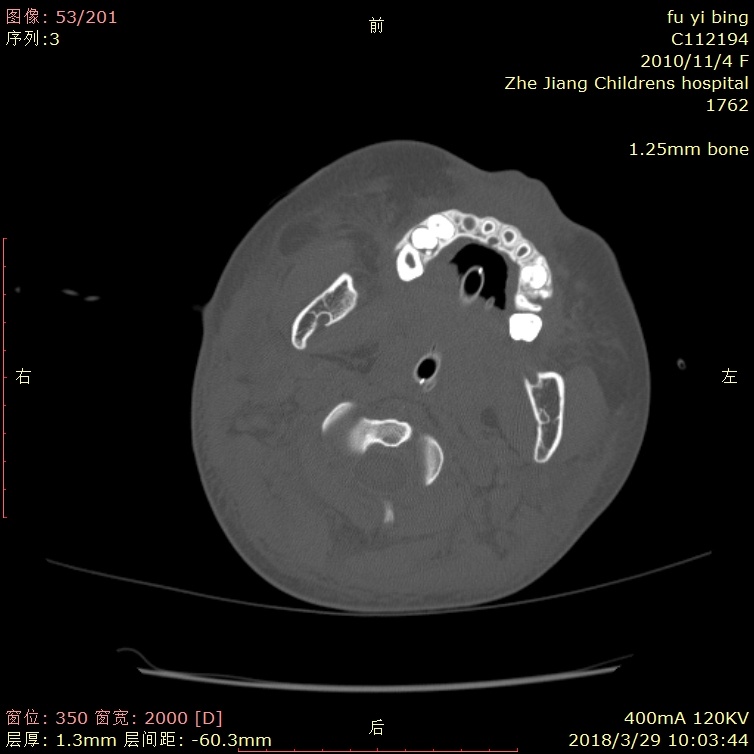 图像: 53/201
序列:3
前
fu yi bing
C112194
2010/11/4 F
Zhe Jiang Childrens hospital
1762
1.25mm bone
右
左
窗位: 350 窗宽: 2000 [D]
层厚: 1.3mm 层间距: -60.3mm
后
400mA 120KV
2018/3/29 10:03:44